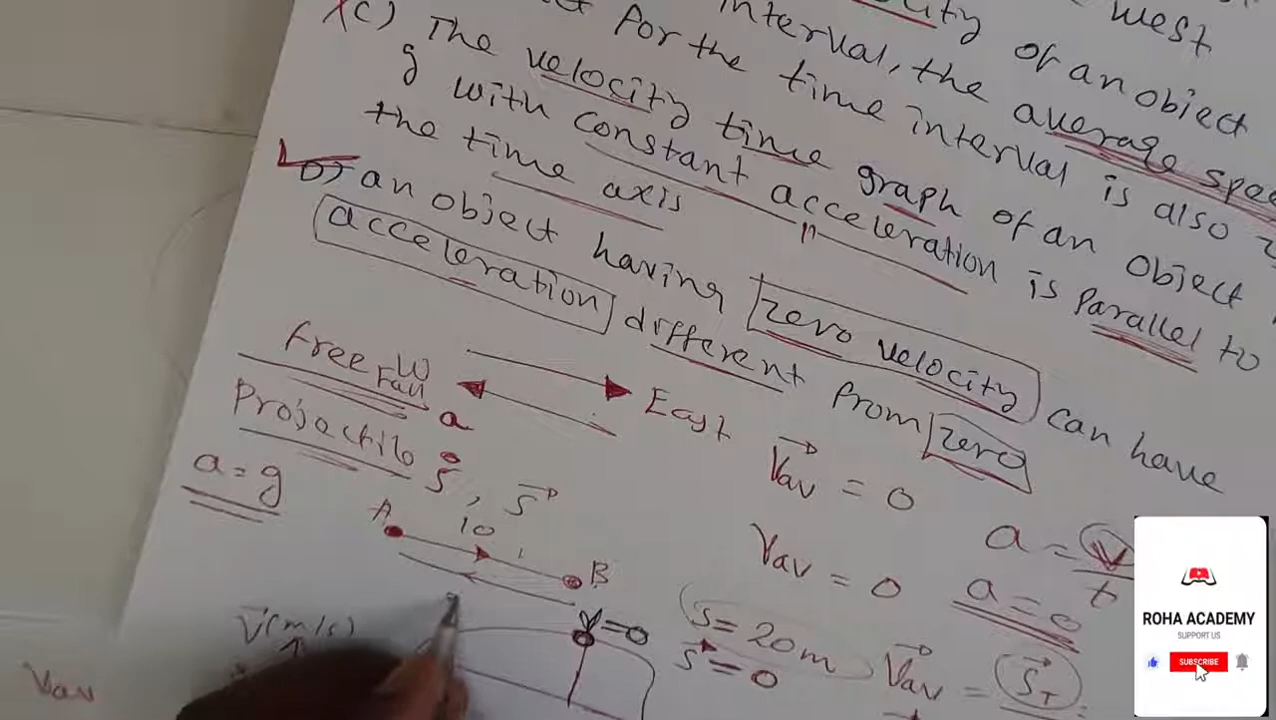 west
interval, the
of an object
for the time interval is also
average spee
(C) The velocity time graph of an object
g with constant acceleration is parallel to
the time axis
D) an object having zero velocity can have
acceleration different from zero
free fall
W
East
Projectile
a
a = g
S, S
Vav = 0
Vav = 0
a = V/t
a = 0
A
10
B
V = 0
S = 20m
S = 0
Vav = ST
V(m/s)
Vav
ROHA ACADEMY
SUPPORT US
SUBSCRIBE